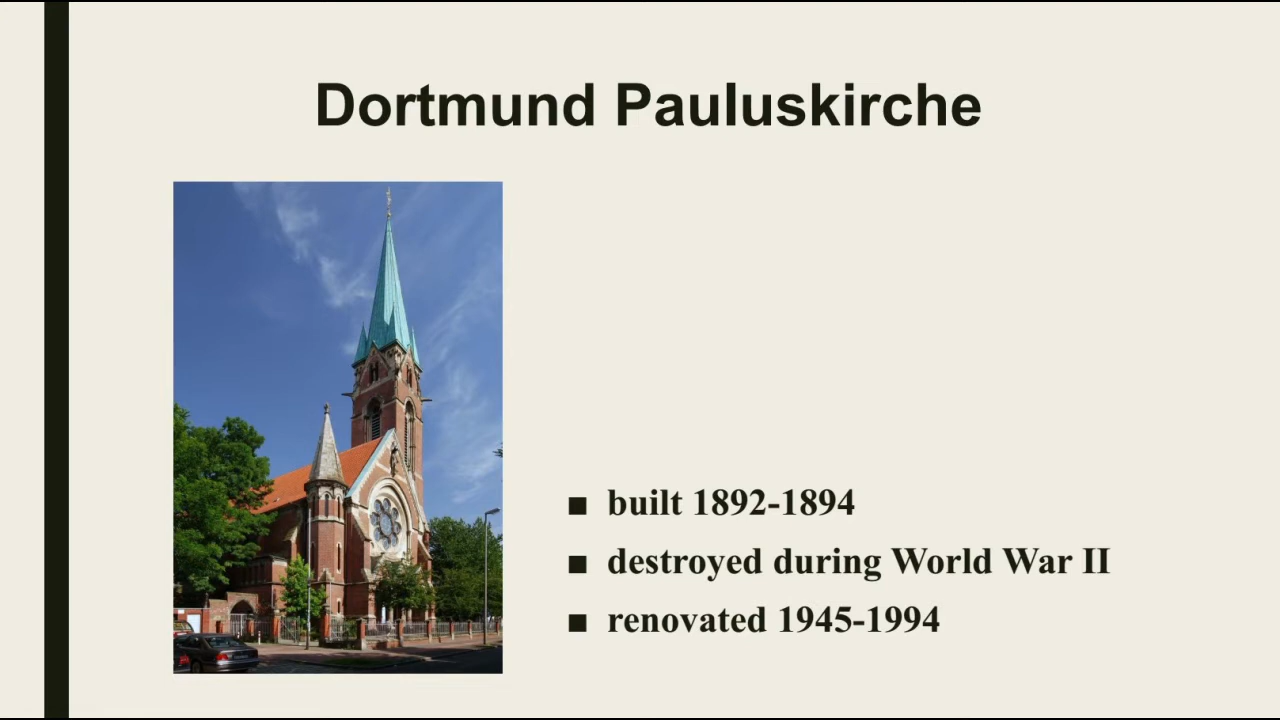 Dortmund Pauluskirche
■ built 1892-1894
■ destroyed during World War II
■ renovated 1945-1994